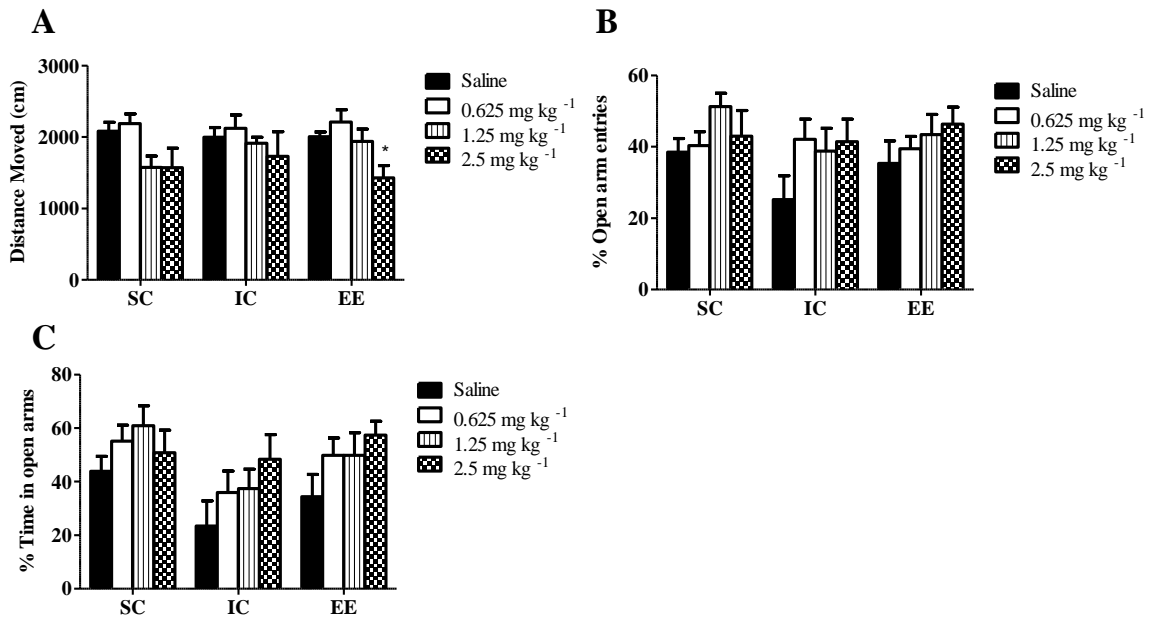 A
Distance Moved (cm)
3000
2000
1000
0
*
SC IC EE
Saline
0.625 mg kg -1
1.25 mg kg -1
2.5 mg kg -1
B
% Open arm entries
60
40
20
0
SC IC EE
Saline
0.625 mg kg -1
1.25 mg kg -1
2.5 mg kg -1
C
% Time in open arms
80
60
40
20
0
SC IC EE
Saline
0.625 mg kg -1
1.25 mg kg -1
2.5 mg kg -1